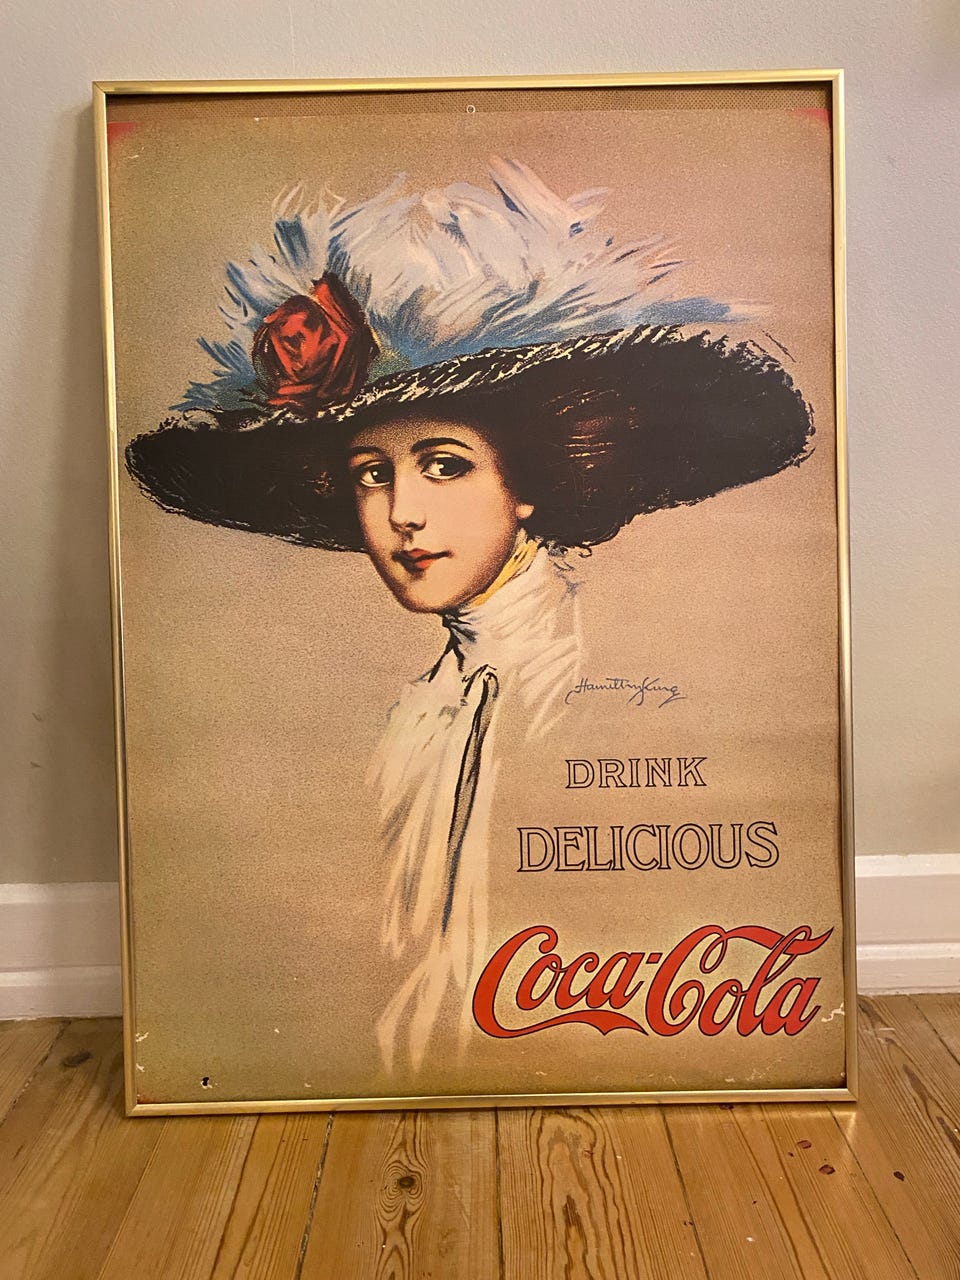 Hamilton King
DRINK
DELICIOUS
Coca-Cola